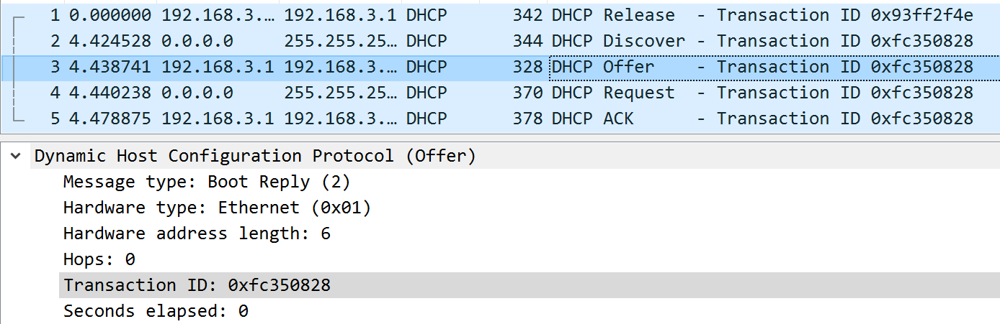 1 0.000000 192.168.3.… 192.168.3.1 DHCP 342 DHCP Release - Transaction ID 0x93ff2f4e
2 4.424528 0.0.0.0 255.255.25… DHCP 344 DHCP Discover - Transaction ID 0xfc350828
3 4.438741 192.168.3.1 192.168.3.… DHCP 328 DHCP Offer - Transaction ID 0xfc350828
4 4.440238 0.0.0.0 255.255.25… DHCP 370 DHCP Request - Transaction ID 0xfc350828
5 4.478875 192.168.3.1 192.168.3.… DHCP 378 DHCP ACK - Transaction ID 0xfc350828
Dynamic Host Configuration Protocol (Offer)
Message type: Boot Reply (2)
Hardware type: Ethernet (0x01)
Hardware address length: 6
Hops: 0
Transaction ID: 0xfc350828
Seconds elapsed: 0